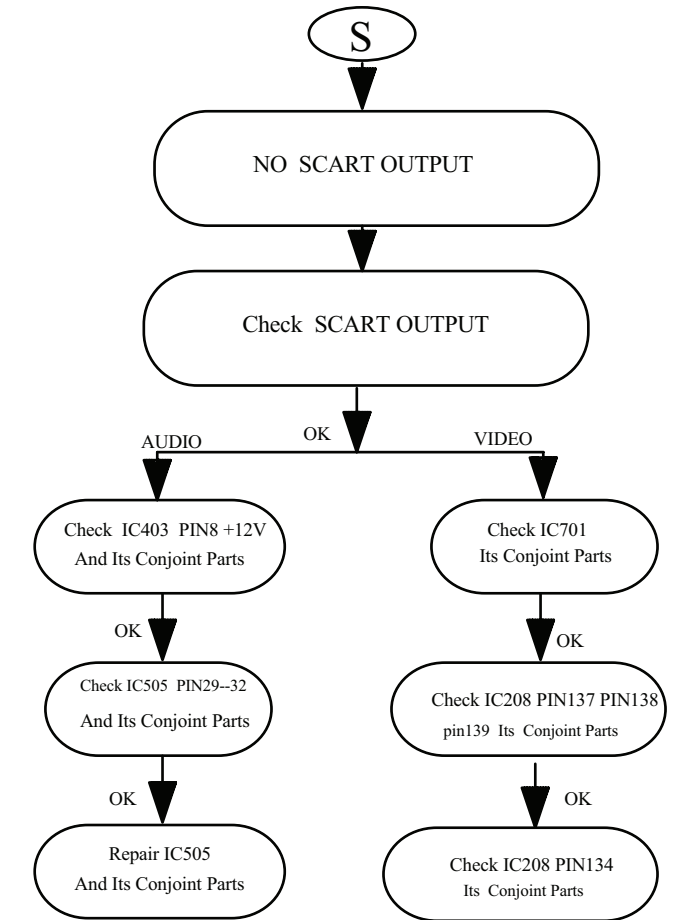 S
NO SCART OUTPUT
Check SCART OUTPUT
OK
AUDIO
VIDEO
Check IC403 PIN8 +12V
And Its Conjoint Parts
Check IC701
Its Conjoint Parts
OK
OK
Check IC505 PIN29--32
And Its Conjoint Parts
Check IC208 PIN137 PIN138
pin139 Its Conjoint Parts
OK
OK
Repair IC505
And Its Conjoint Parts
Check IC208 PIN134
Its Conjoint Parts